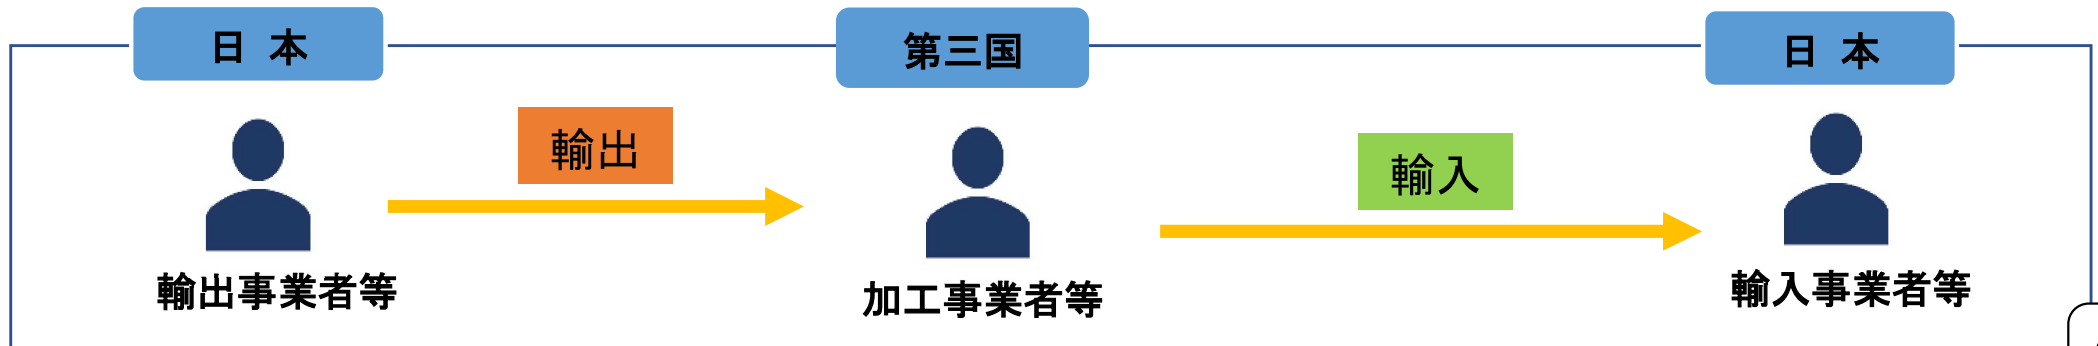 日 本
第三国
日 本
輸出
輸入
輸出事業者等
加工事業者等
輸入事業者等